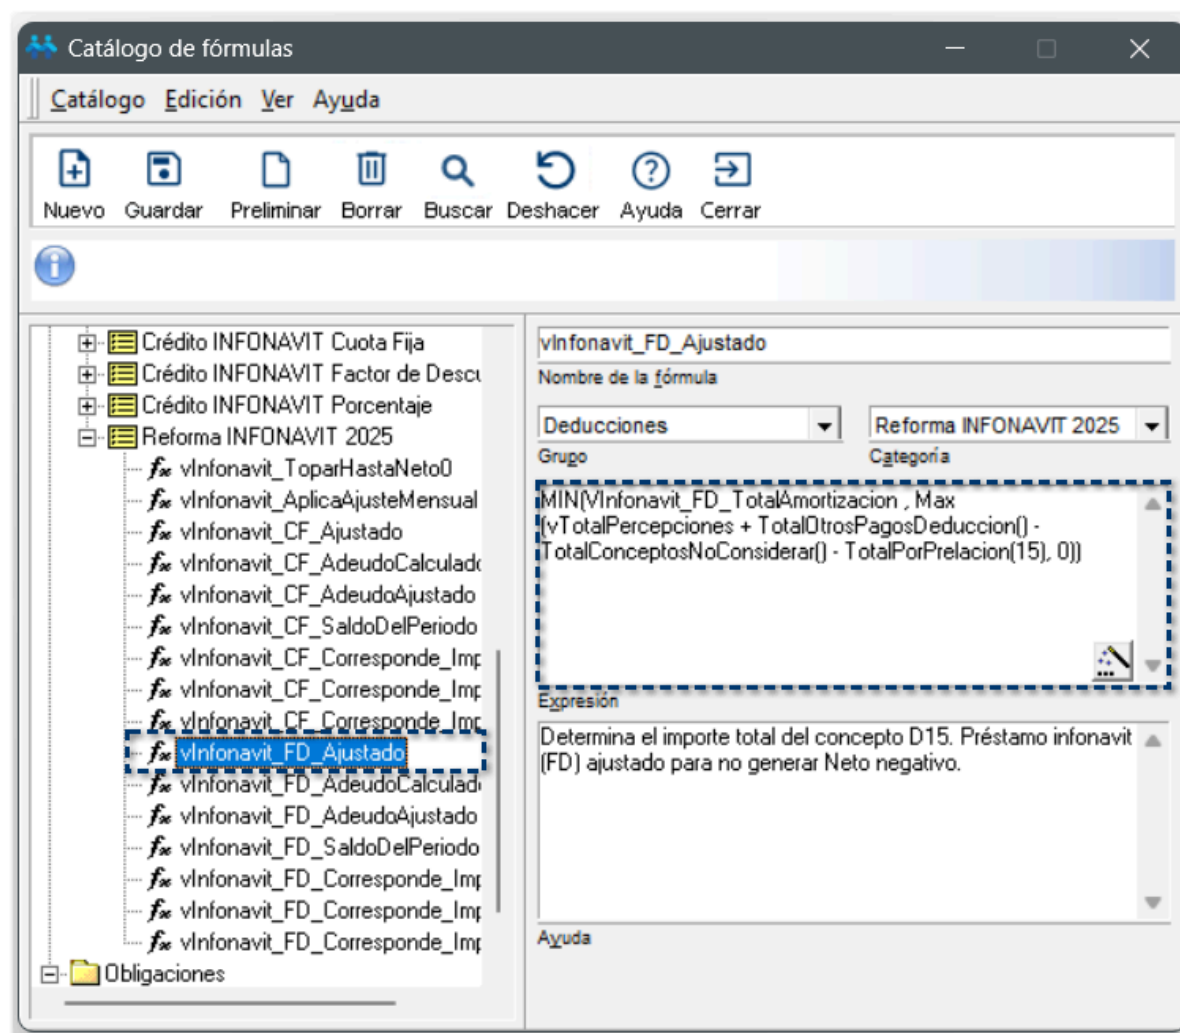 Catálogo de fórmulas
Catálogo Edición Ver Ayuda
Nuevo Guardar Preliminar Borrar Buscar Deshacer Ayuda Cerrar
Crédito INFONAVIT Cuota Fija
Crédito INFONAVIT Factor de Descu
Crédito INFONAVIT Porcentaje
Reforma INFONAVIT 2025
vInfonavit_ToparHastaNeto0
vInfonavit_AplicaAjusteMensual
vInfonavit_CF_Ajustado
vInfonavit_CF_AdeudoCalculado
vInfonavit_CF_AdeudoAjustado
vInfonavit_CF_SaldoDelPeriodo
vInfonavit_CF_Corresponde_Imp
vInfonavit_CF_Corresponde_Imp
vInfonavit_CF_Corresponde_Imp
vInfonavit_FD_Ajustado
vInfonavit_FD_AdeudoCalculado
vInfonavit_FD_AdeudoAjustado
vInfonavit_FD_SaldoDelPeriodo
vInfonavit_FD_Corresponde_Imp
vInfonavit_FD_Corresponde_Imp
vInfonavit_FD_Corresponde_Imp
Obligaciones
vInfonavit_FD_Ajustado
Nombre de la fórmula
Deducciones
Reforma INFONAVIT 2025
Grupo
Categoría
MIN(VInfonavit_FD_TotalAmortizacion , Max
(vTotalPercepciones + TotalOtrosPagosDeduccion() -
TotalConceptosNoConsiderar() - TotalPorPrelacion(15), 0))
Expresión
Determina el importe total del concepto D15. Préstamo infonavit
(FD) ajustado para no generar Neto negativo.
Ayuda